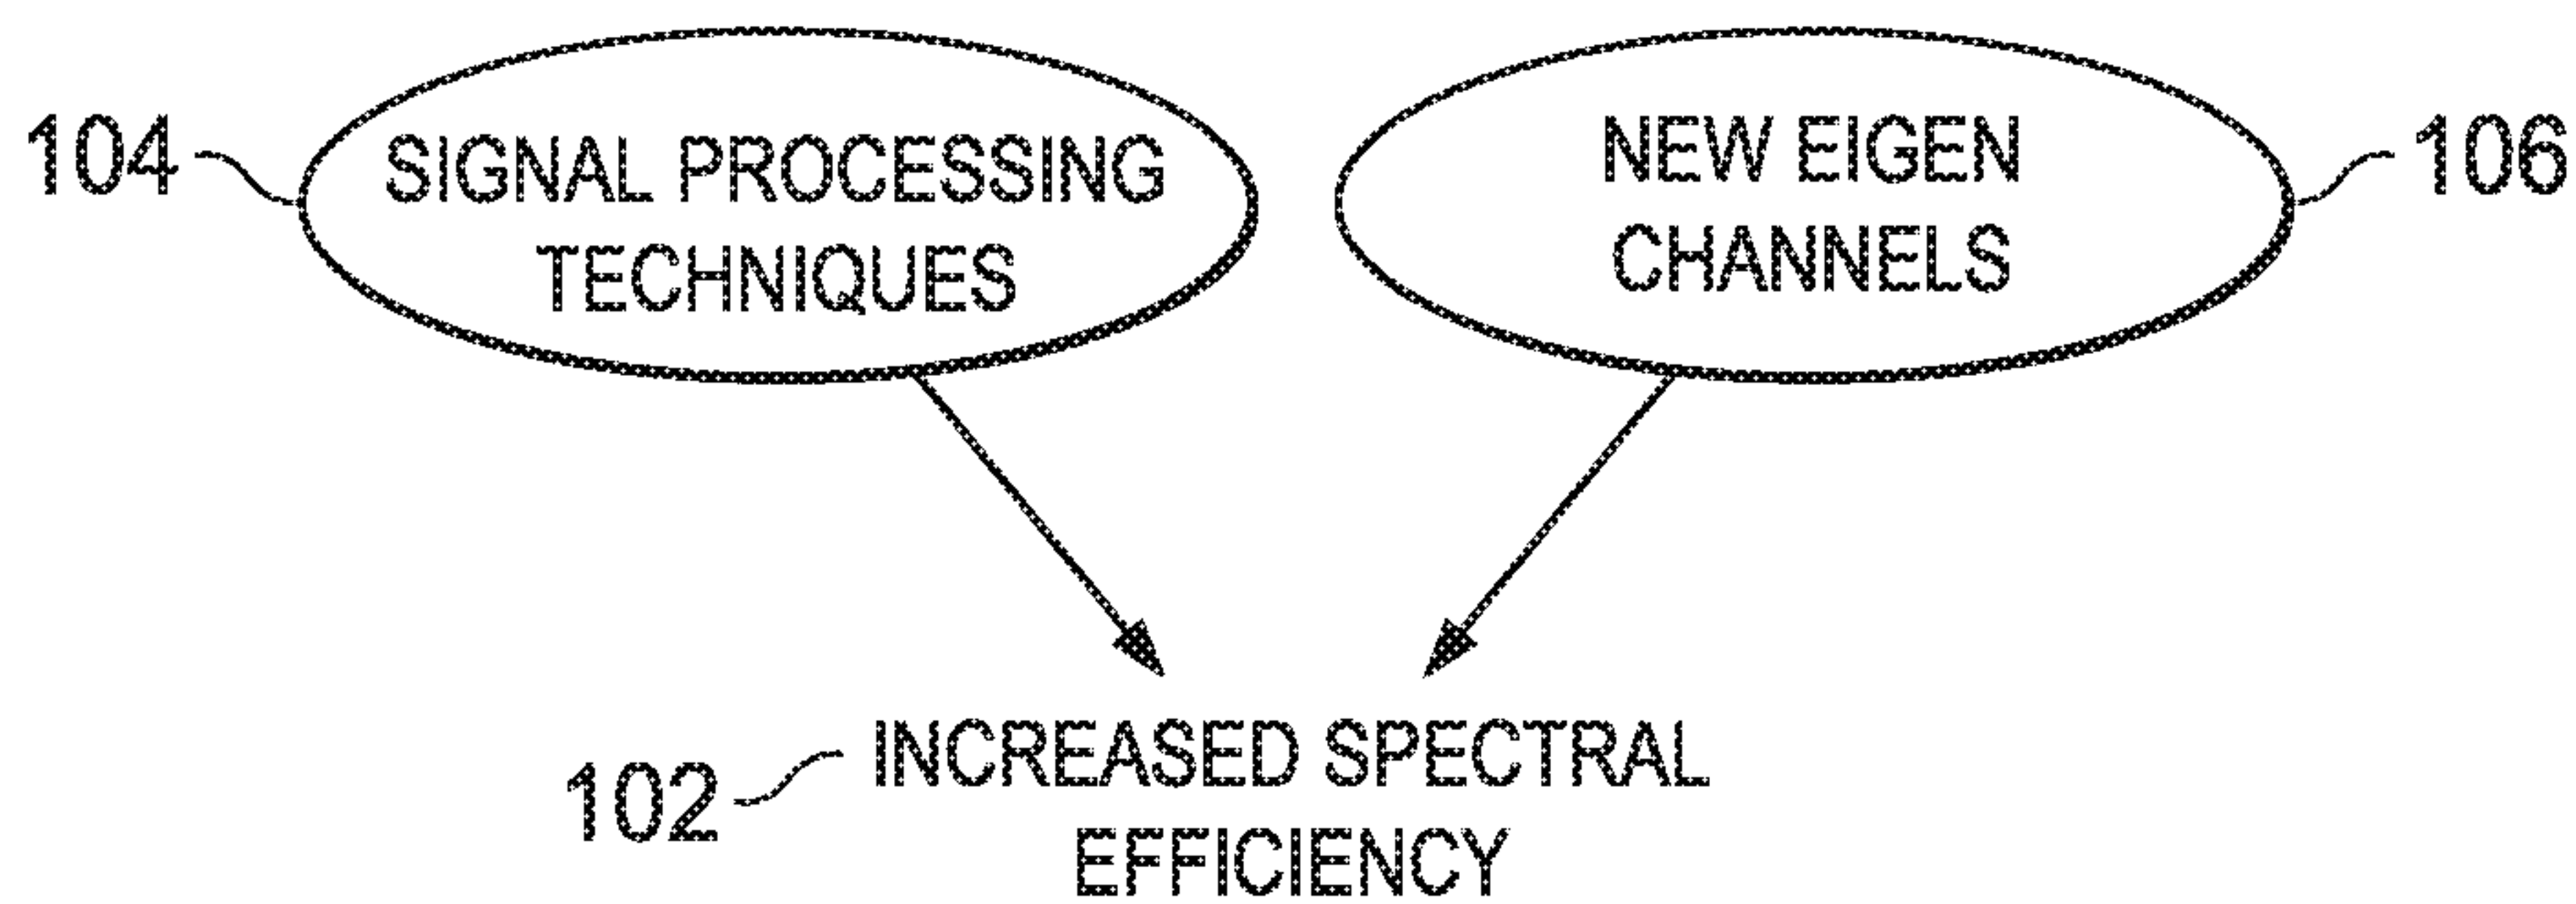 104
SIGNAL PROCESSING
TECHNIQUES
NEW EIGEN
CHANNELS
106
102
INCREASED SPECTRAL
EFFICIENCY